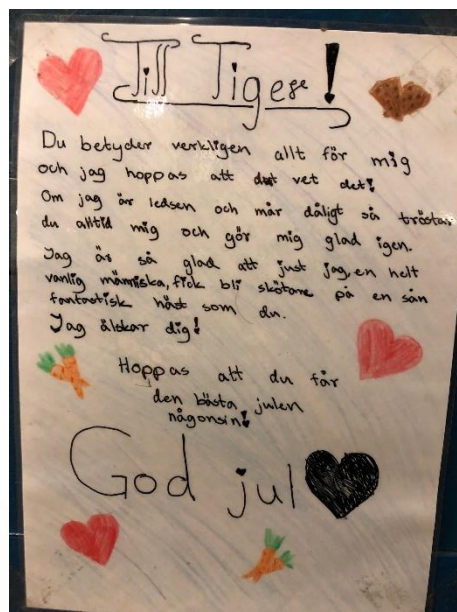 Till Tiger!
Du betyder verkligen allt för mig
och jag hoppas att du vet det!
Om jag är ledsen och mår dåligt så tröstar
du alltid mig och gör mig glad igen.
Jag är så glad att just jag, en helt
vanlig människa, fick bli skötare på en sån
fantastisk häst som du.
Jag älskar dig!
Hoppas att du får
den bästa julen
någonsin!
God jul